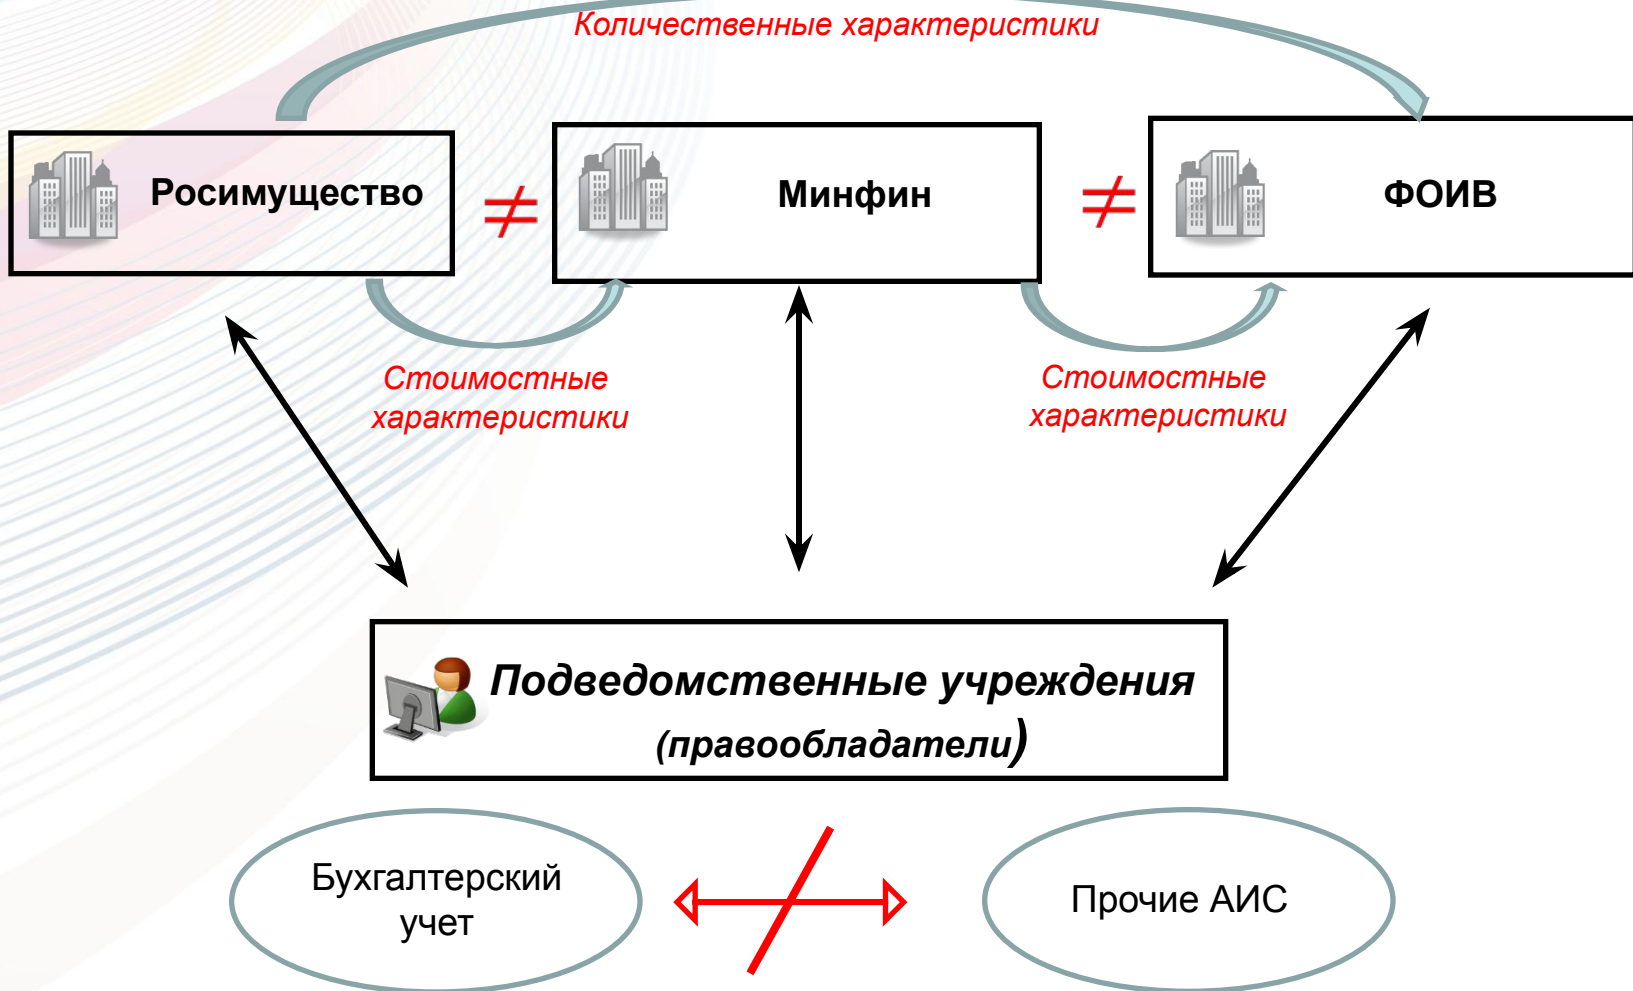 Количественные характеристики
Росимущество
≠
Минфин
≠
ФОИВ
Стоимостные
характеристики
Стоимостные
характеристики
Подведомственные учреждения
(правообладатели)
Бухгалтерский
учет
Прочие АИС